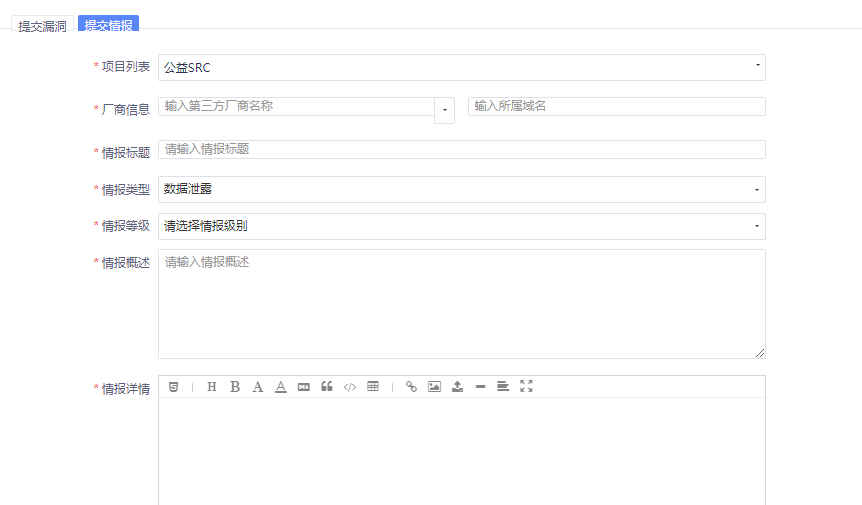 提交漏洞 提交情报
* 项目列表 公益SRC
* 厂商信息 输入第三方厂商名称 输入所属域名
* 情报标题 请输入情报标题
* 情报类型 数据泄露
* 情报等级 请选择情报级别
* 情报概述 请输入情报概述
* 情报详情 H B A A